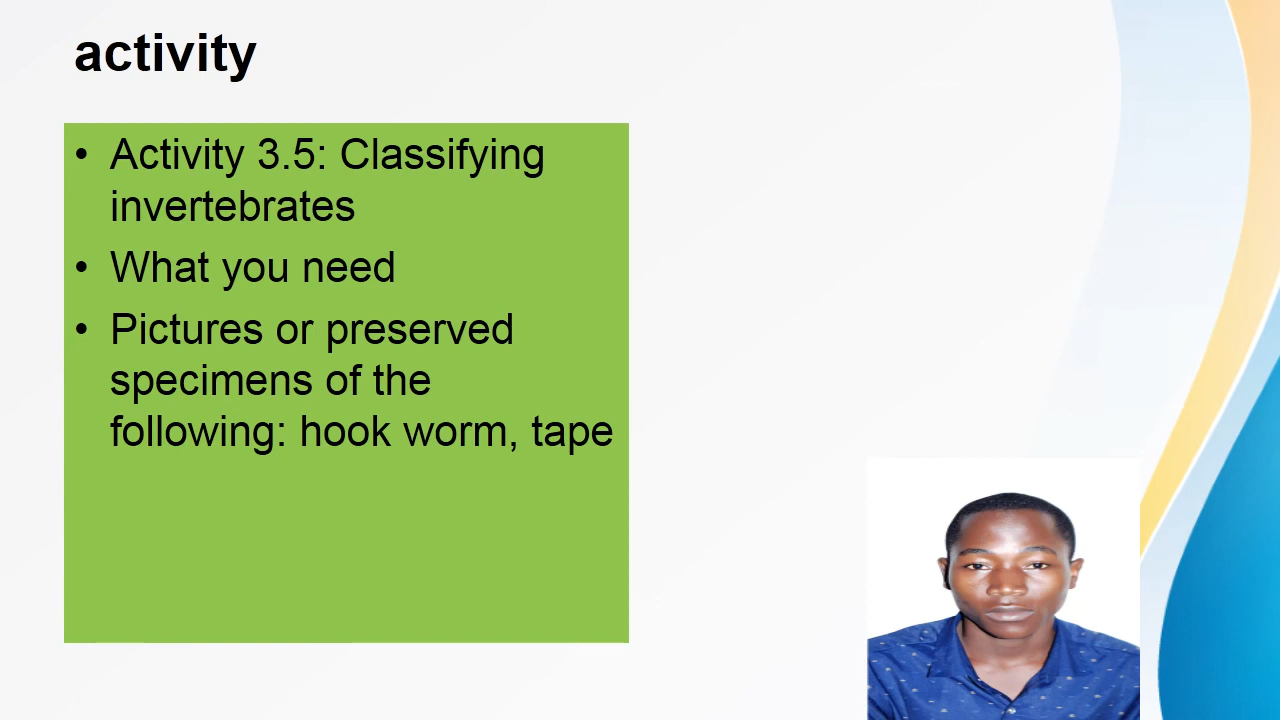 activity
• Activity 3.5: Classifying
invertebrates
• What you need
• Pictures or preserved
specimens of the
following: hook worm, tape